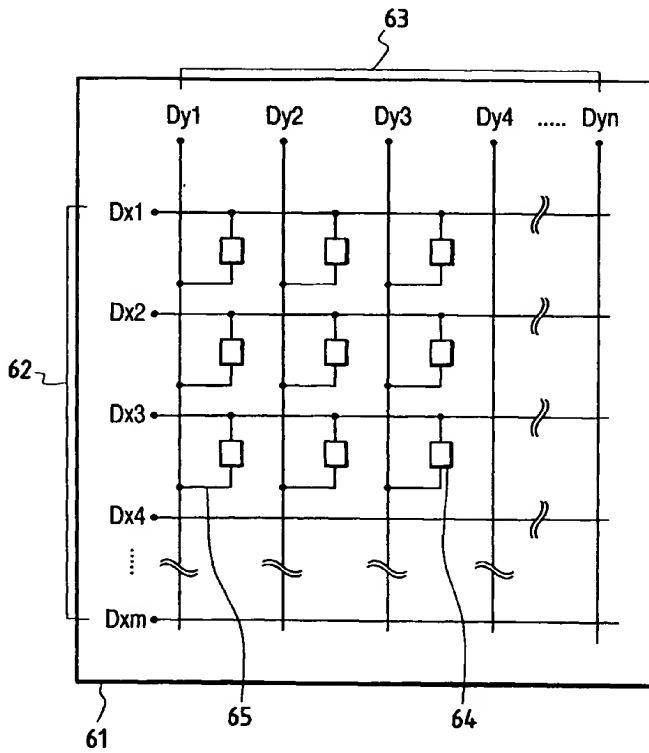 63
Dy1 Dy2 Dy3 Dy4 ..... Dyn
Dx1
Dx2
62
Dx3
Dx4
......
Dxm
61
65
64